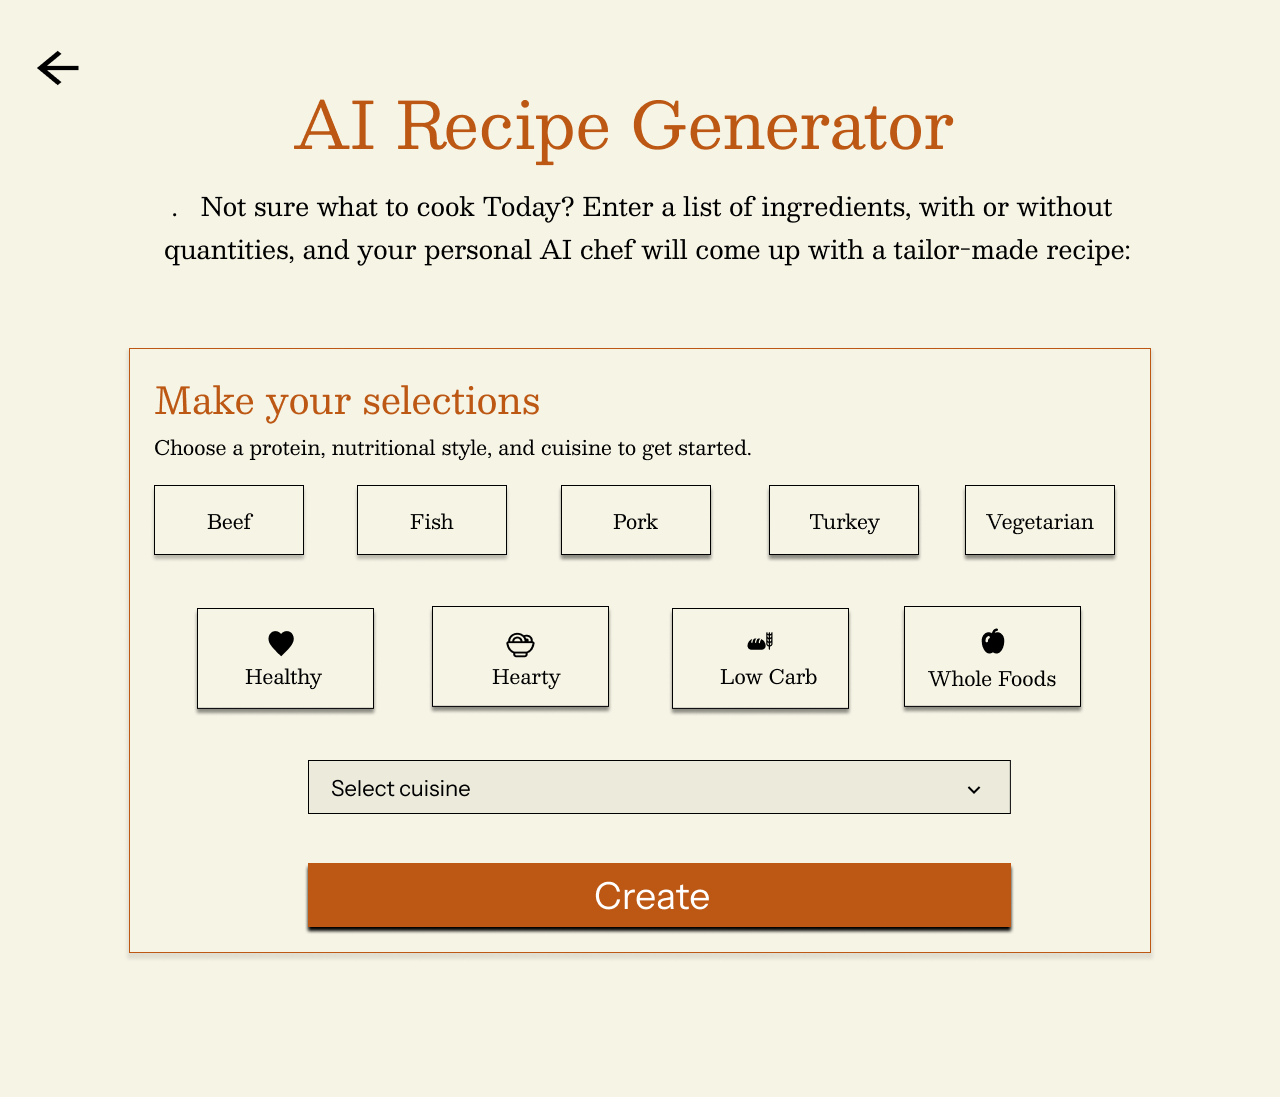 AI Recipe Generator
. Not sure what to cook Today? Enter a list of ingredients, with or without
quantities, and your personal AI chef will come up with a tailor-made recipe:
Make your selections
Choose a protein, nutritional style, and cuisine to get started.
Beef Fish Pork Turkey Vegetarian
Healthy Hearty Low Carb Whole Foods
Select cuisine
Create